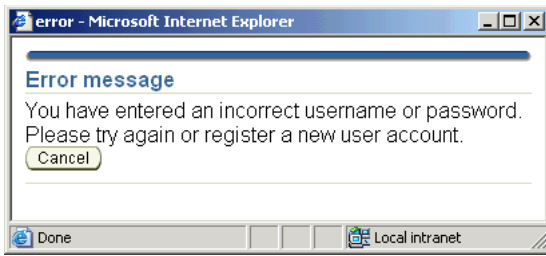 error - Microsoft Internet Explorer
Error message
You have entered an incorrect username or password.
Please try again or register a new user account.
Cancel
Done
Local intranet